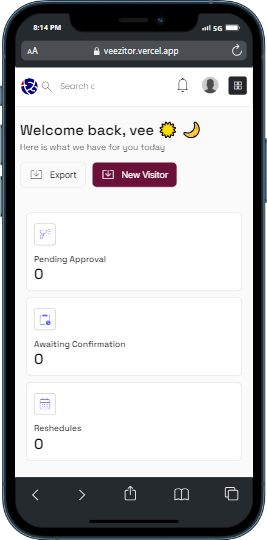 8:14 PM
5G
AA
veezitor.vercel.app
Search c
Welcome back, vee
Here is what we have for you today
Export
New Visitor
Pending Approval
0
Awaiting Confirmation
0
Reshedules
0